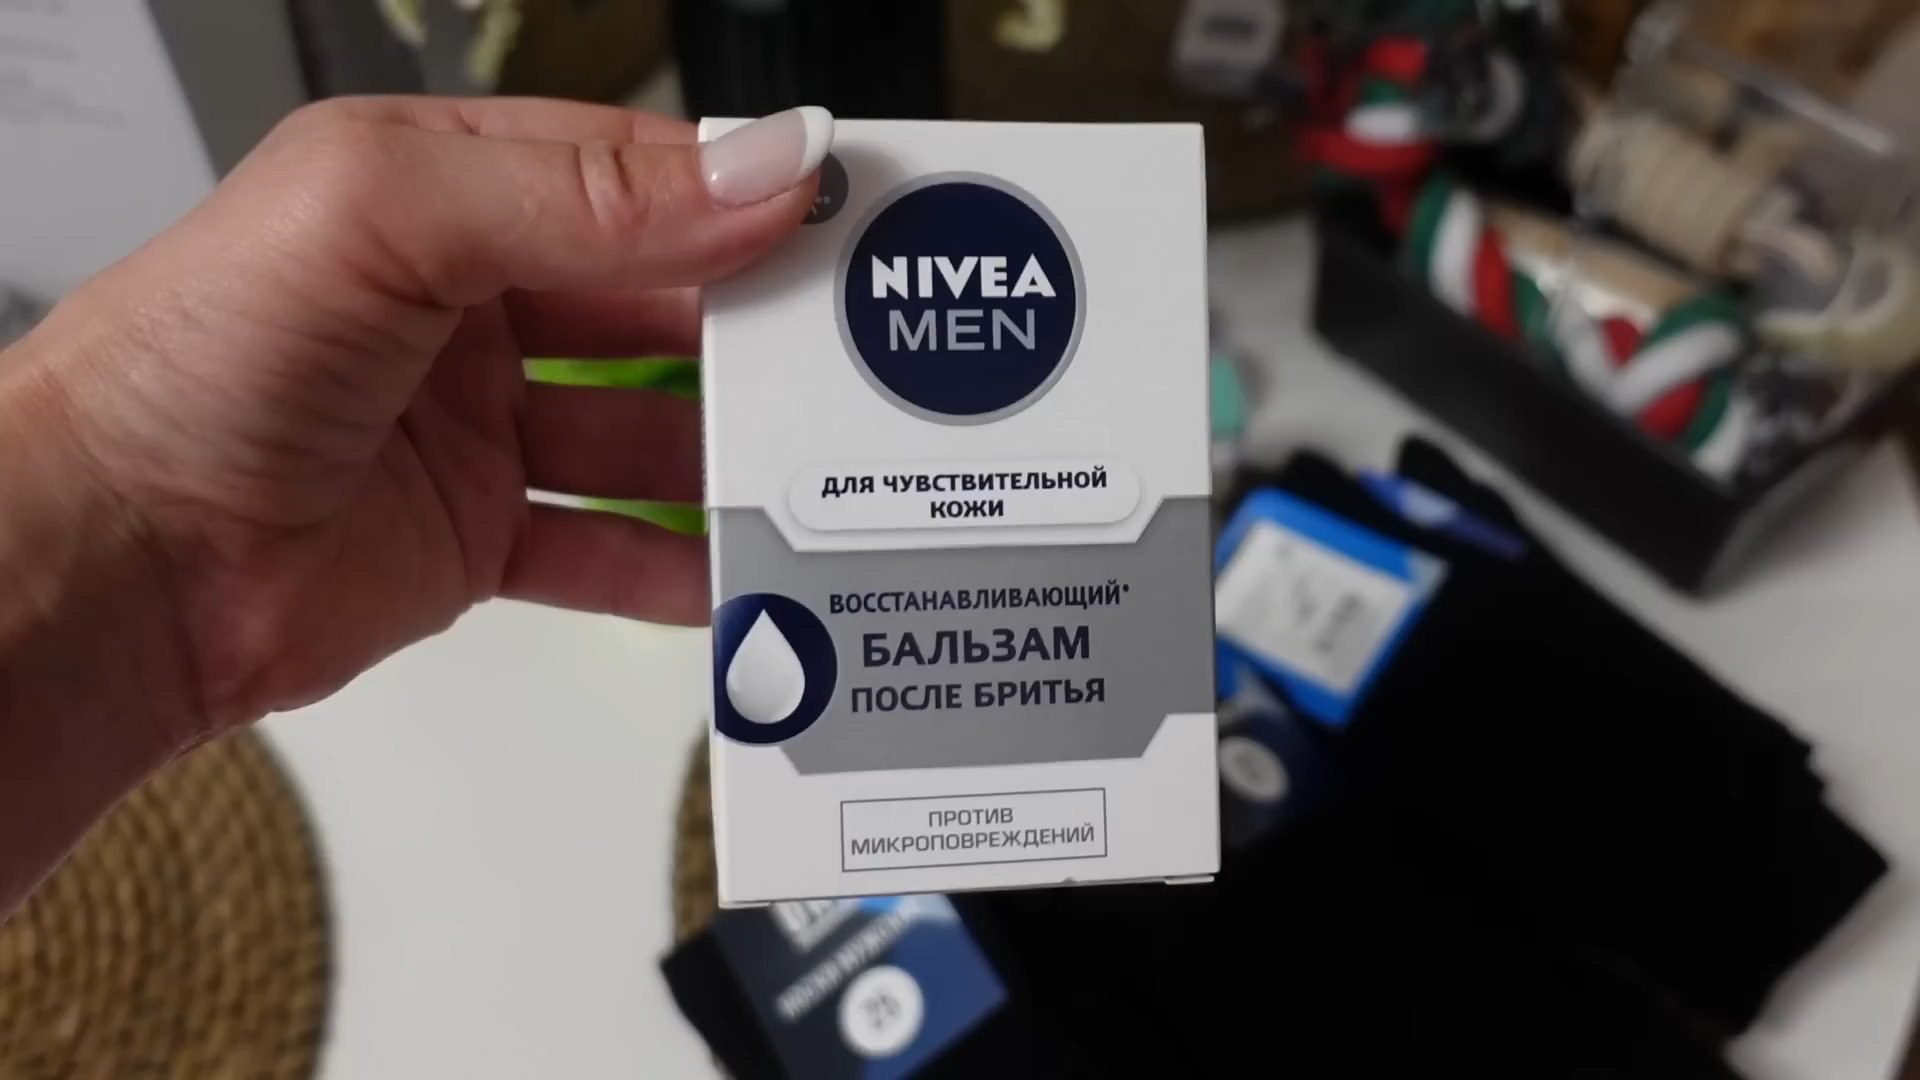 NIVEA
MEN
ДЛЯ ЧУВСТВИТЕЛЬНОЙ
КОЖИ
ВОССТАНАВЛИВАЮЩИЙ*
БАЛЬЗАМ
ПОСЛЕ БРИТЬЯ
ПРОТИВ
МИКРОПОВРЕЖДЕНИЙ